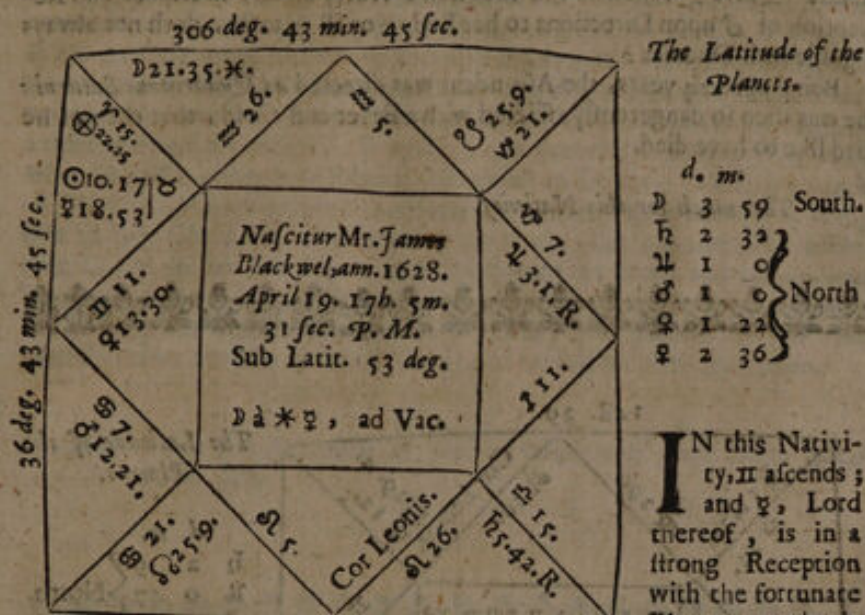 306 deg. 43 min. 45 ſec.
36 deg. 43 min. 45 ſec.
☽21.35.♓.
♒ 26.
♒ 5.
☋ 25.9.
♑ 21.
♈ 15.
⊕ 22.15
☉10.17 ♉
☿18.53
♑ 7.
♃.3.1.R.
♊ 11.
♀13.30.
♐ 11.
♋ 7.
♂12.21.
♋ 21.
☊25.9.
♌ 5.
Cor Leonis.
♌ 26.
♎ 15.
♄5.42.R.
Naſcitur Mr. James
Blackwel, ann. 1628.
April 19. 17h. 5m.
31 ſec. P. M.
Sub Latit. 53 deg.
☽ à ⚹ ☿, ad Vac.
The Latitude of the
Planets.
d. m.
☽ 3 59 South.
♄ 2 32
♃ 1 0
♂ 1 0 North
♀ 1 22
☿ 2 36
IN this Nativi-
ty, ♊ aſcends ;
and ☿, Lord
thereof , is in a
ſtrong Reception
with the fortunate